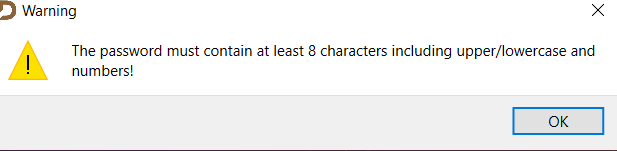 Warning
The password must contain at least 8 characters including upper/lowercase and
numbers!
OK